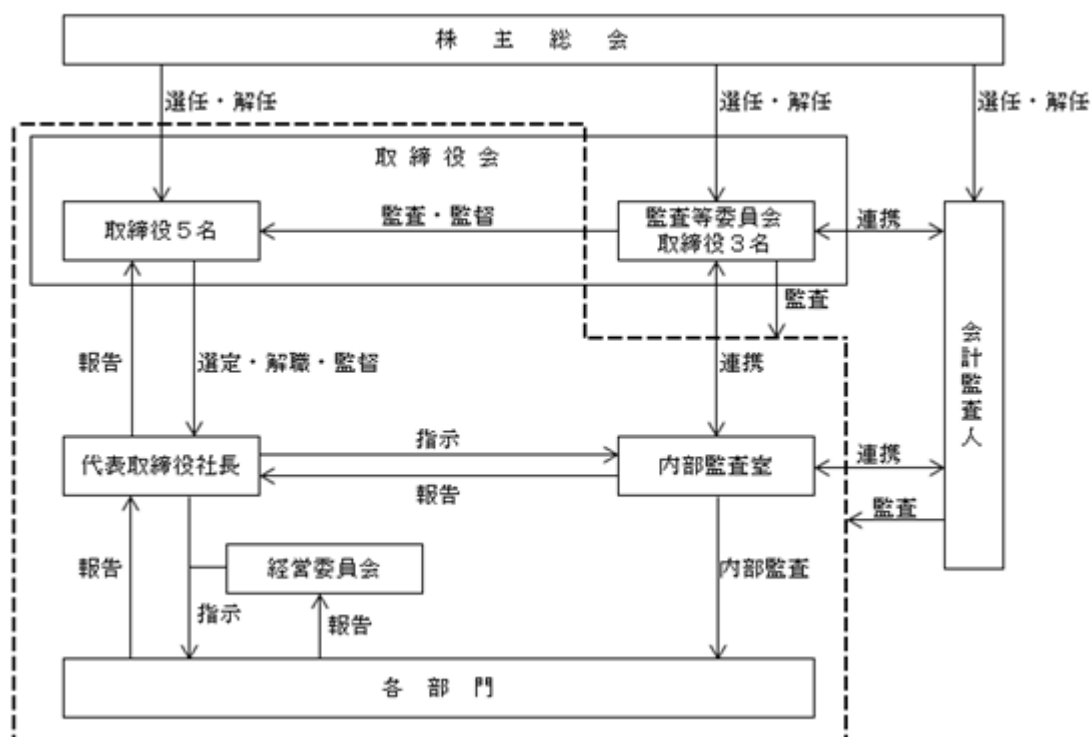 株主総会
選任・解任
選任・解任
選任・解任
取締役会
取締役5名
監査・監督
監査等委員会
取締役3名
連携
監査
報告
選定・解職・監督
連携
会計監査人
代表取締役社長
指示
報告
内部監査室
連携
監査
報告
経営委員会
内部監査
指示
報告
各部門